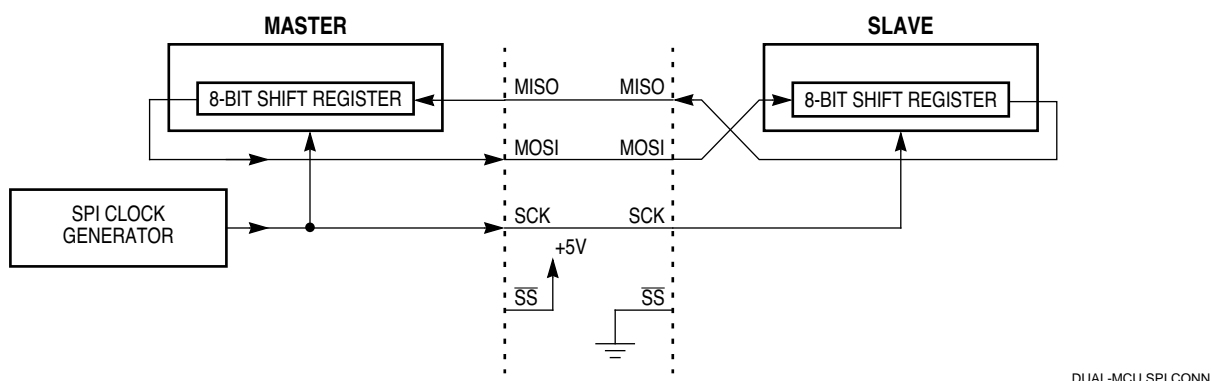 MASTER
SLAVE
8-BIT SHIFT REGISTER
MISO
MISO
8-BIT SHIFT REGISTER
MOSI
MOSI
SPI CLOCK
GENERATOR
SCK
SCK
+5V
SS
SS
DUAL-MCU SPI CONN